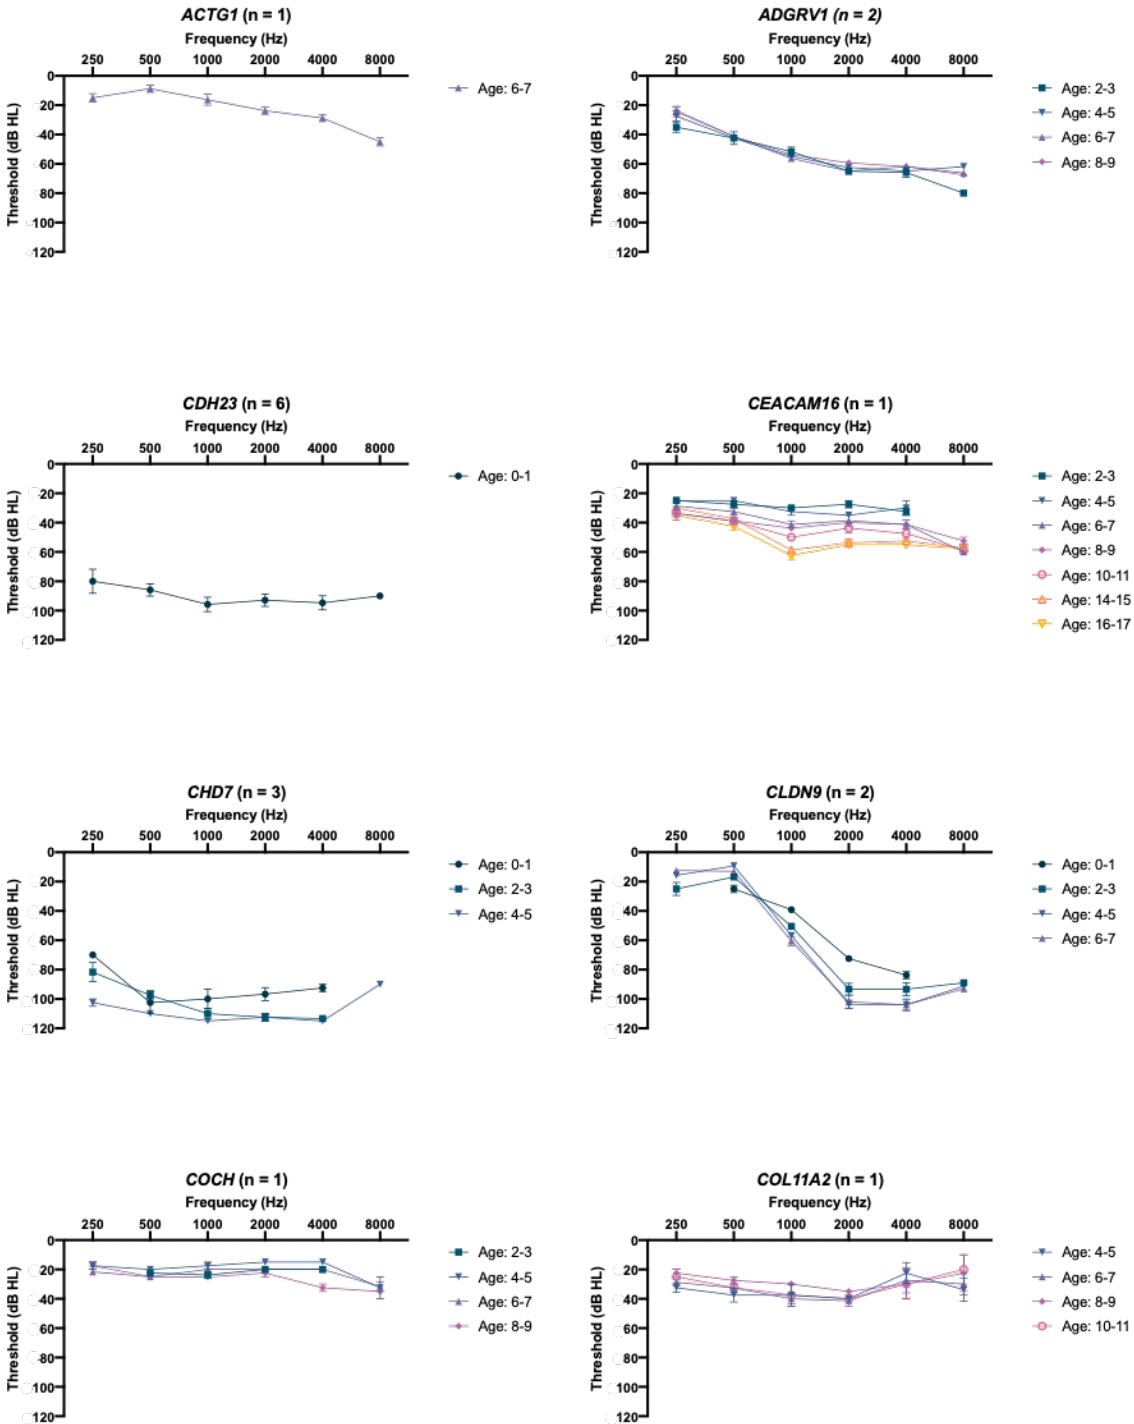 ACTG1 (n = 1)
Frequency (Hz)
250 500 1000 2000 4000 8000
Threshold (dB HL)
0
20
40
60
80
100
120
Age: 6-7
ADGRV1 (n = 2)
Frequency (Hz)
250 500 1000 2000 4000 8000
Threshold (dB HL)
0
20
40
60
80
100
120
Age: 2-3
Age: 4-5
Age: 6-7
Age: 8-9
CDH23 (n = 6)
Frequency (Hz)
250 500 1000 2000 4000 8000
Threshold (dB HL)
0
20
40
60
80
100
120
Age: 0-1
CEACAM16 (n = 1)
Frequency (Hz)
250 500 1000 2000 4000 8000
Threshold (dB HL)
0
20
40
60
80
100
120
Age: 2-3
Age: 4-5
Age: 6-7
Age: 8-9
Age: 10-11
Age: 14-15
Age: 16-17
CHD7 (n = 3)
Frequency (Hz)
250 500 1000 2000 4000 8000
Threshold (dB HL)
0
20
40
60
80
100
120
Age: 0-1
Age: 2-3
Age: 4-5
CLDN9 (n = 2)
Frequency (Hz)
250 500 1000 2000 4000 8000
Threshold (dB HL)
0
20
40
60
80
100
120
Age: 0-1
Age: 2-3
Age: 4-5
Age: 6-7
COCH (n = 1)
Frequency (Hz)
250 500 1000 2000 4000 8000
Threshold (dB HL)
0
20
40
60
80
100
120
Age: 2-3
Age: 4-5
Age: 6-7
Age: 8-9
COL11A2 (n = 1)
Frequency (Hz)
250 500 1000 2000 4000 8000
Threshold (dB HL)
0
20
40
60
80
100
120
Age: 4-5
Age: 6-7
Age: 8-9
Age: 10-11